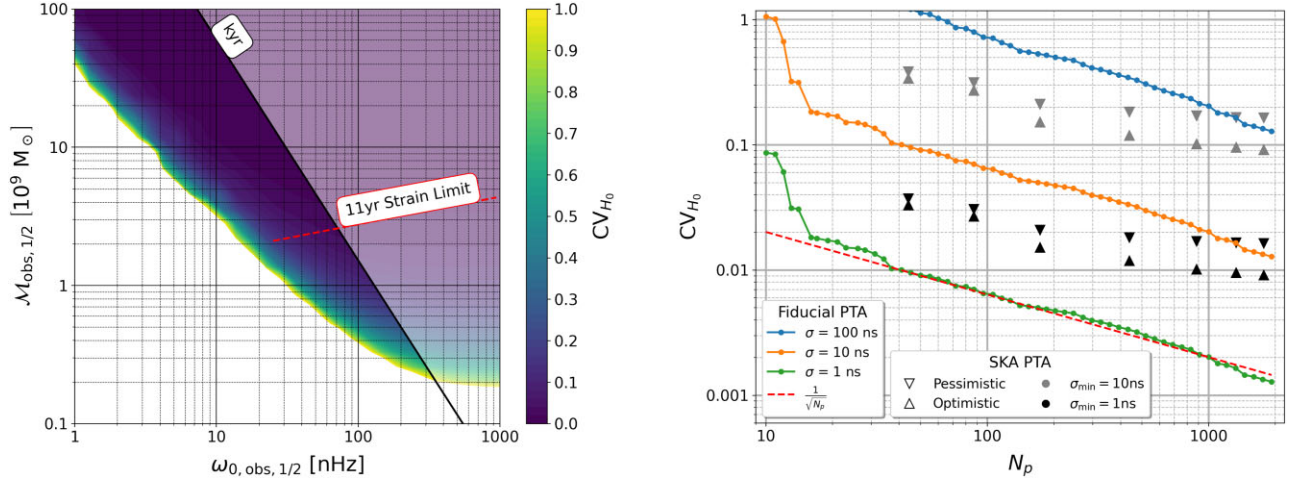 100
10
1
0.1
ℳobs,1/2 [10⁹ M⊙]
kyr
11yr Strain Limit
1
10
100
1000
ω0, obs, 1/2 [nHz]
1.0
0.9
0.8
0.7
0.6
0.5
0.4
0.3
0.2
0.1
0.0
CV_H₀
1
0.1
0.01
0.001
CV_H₀
Fiducial PTA
σ = 100 ns
σ = 10 ns
σ = 1 ns
1/√Np
SKA PTA
Pessimistic
Optimistic
σmin = 10ns
σmin = 1ns
10
100
1000
Np